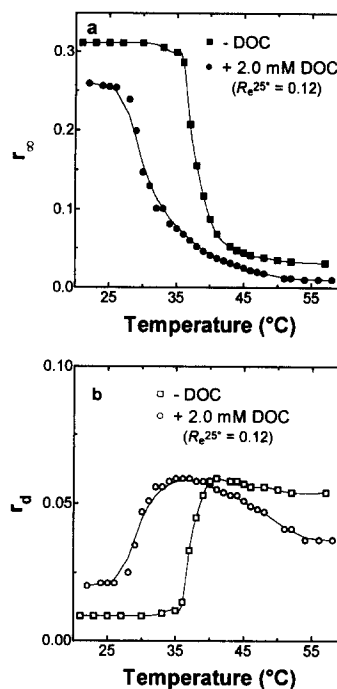 a
- DOC
+ 2.0 mM DOC
(Re25° = 0.12)
0.3
0.2
0.1
0.0
r∞
25 35 45 55
Temperature (°C)
b
- DOC
+ 2.0 mM DOC
(Re25° = 0.12)
0.10
0.05
0.00
rd
25 35 45 55
Temperature (°C)